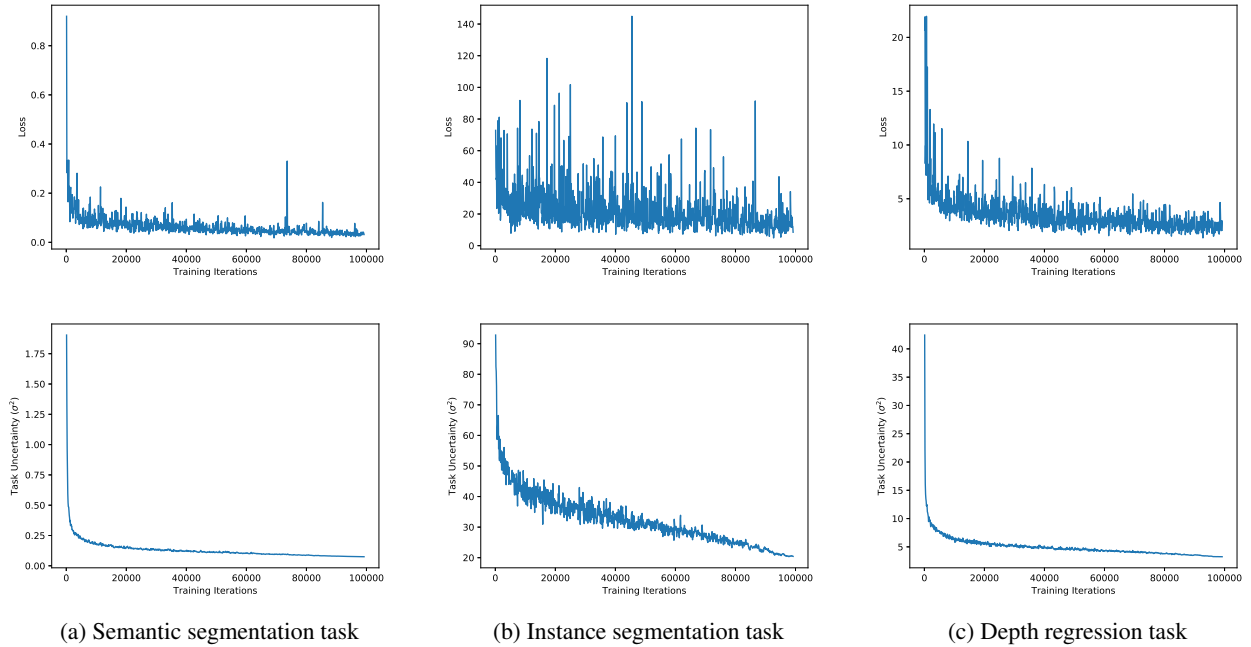 0.8
0.6
0.4
0.2
0.0
Loss
0 20000 40000 60000 80000 100000
Training Iterations
140
120
100
80
60
40
20
0
Loss
0 20000 40000 60000 80000 100000
Training Iterations
20
15
10
5
Loss
0 20000 40000 60000 80000 100000
Training Iterations
1.75
1.50
1.25
1.00
0.75
0.50
0.25
0.00
Task Uncertainty (σ²)
0 20000 40000 60000 80000 100000
Training Iterations
90
80
70
60
50
40
30
20
Task Uncertainty (σ²)
0 20000 40000 60000 80000 100000
Training Iterations
40
35
30
25
20
15
10
5
Task Uncertainty (σ²)
0 20000 40000 60000 80000 100000
Training Iterations
(a) Semantic segmentation task
(b) Instance segmentation task
(c) Depth regression task